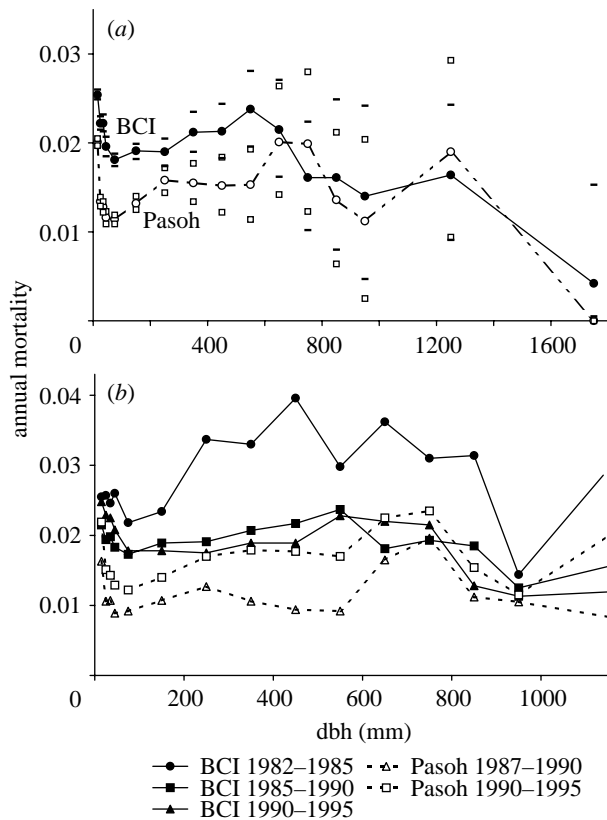 (a)
0.03
0.02
0.01
BCI
Pasoh
0 400 800 1200 1600
annual mortality
(b)
0.04
0.03
0.02
0.01
0 200 400 600 800 1000
dbh (mm)
BCI 1982–1985 Pasoh 1987–1990
BCI 1985–1990 Pasoh 1990–1995
BCI 1990–1995